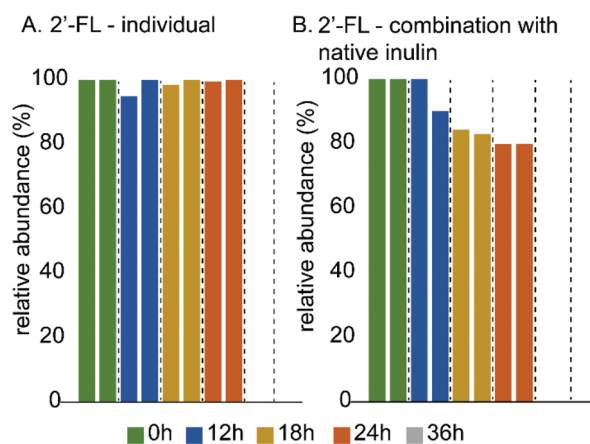 A. 2'-FL - individual
B. 2'-FL - combination with
native inulin
relative abundance (%)
100
80
60
40
20
0
relative abundance (%)
100
80
60
40
20
0
0h 12h 18h 24h 36h